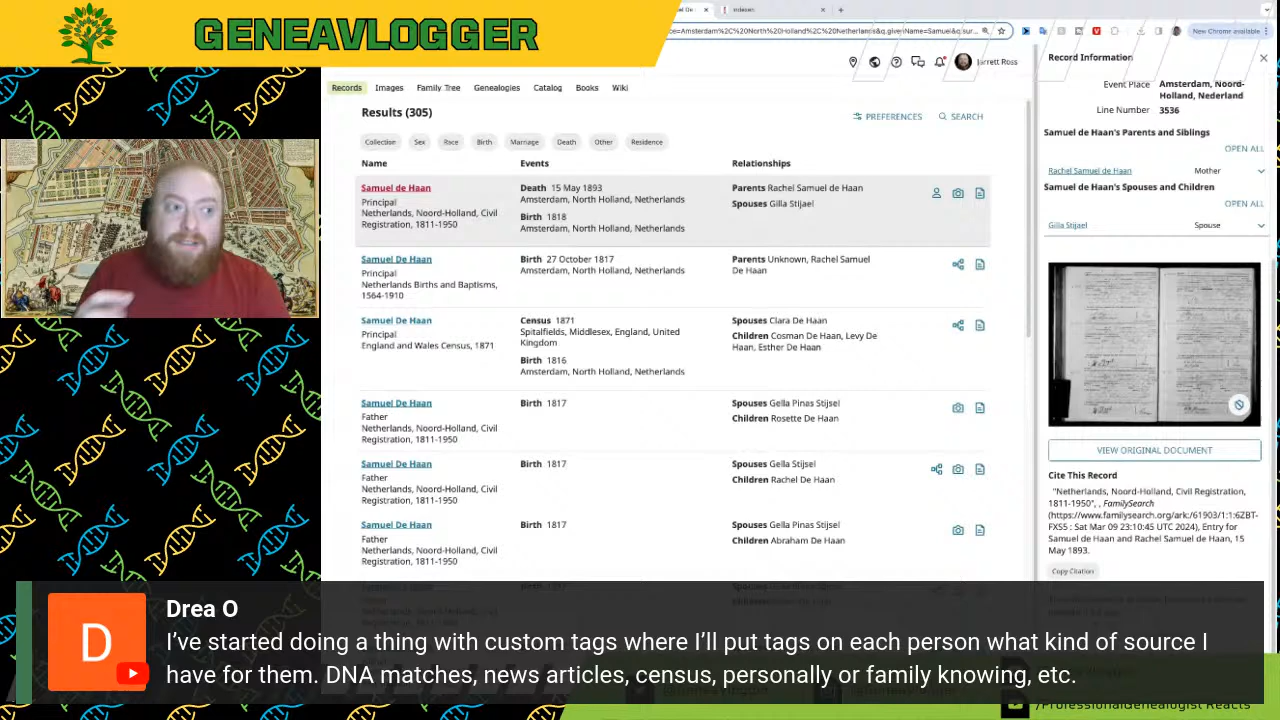 GENEAVLOGGER
indexen
New Chrome available
Jarrett Ross
Records Images Family Tree Genealogies Catalog Books Wiki
Results (305)
PREFERENCES SEARCH
Collection Sex Race Birth Marriage Death Other Residence
Name Events Relationships
Samuel de Haan
Principal
Netherlands, Noord-Holland, Civil
Registration, 1811-1950
Death 15 May 1893
Amsterdam, North Holland, Netherlands
Birth 1818
Amsterdam, North Holland, Netherlands
Parents Rachel Samuel de Haan
Spouses Gilla Stijael
Samuel De Haan
Principal
Netherlands Births and Baptisms,
1564-1910
Birth 27 October 1817
Amsterdam, North Holland, Netherlands
Parents Unknown, Rachel Samuel
De Haan
Samuel De Haan
Principal
England and Wales Census, 1871
Census 1871
Spitalfields, Middlesex, England, United
Kingdom
Birth 1816
Amsterdam, North Holland, Netherlands
Spouses Clara De Haan
Children Cosman De Haan, Levy De
Haan, Esther De Haan
Samuel De Haan
Father
Netherlands, Noord-Holland, Civil
Registration, 1811-1950
Birth 1817
Spouses Gella Pinas Stijsel
Children Rosette De Haan
Samuel De Haan
Father
Netherlands, Noord-Holland, Civil
Registration, 1811-1950
Birth 1817
Spouses Gella Stijsel
Children Rachel De Haan
Samuel De Haan
Father
Netherlands, Noord-Holland, Civil
Registration, 1811-1950
Birth 1817
Spouses Gella Pinas Stijsel
Children Abraham De Haan
Record Information
Event Place Amsterdam, Noord-
Holland, Nederland
Line Number 3536
Samuel de Haan's Parents and Siblings
OPEN ALL
Rachel Samuel de Haan Mother
Samuel de Haan's Spouses and Children
OPEN ALL
Gilla Stijael Spouse
VIEW ORIGINAL DOCUMENT
Cite This Record
"Netherlands, Noord-Holland, Civil Registration,
1811-1950", , FamilySearch
(https://www.familysearch.org/ark:/61903/1:1:6ZBT-
FXS5 : Sat Mar 09 23:10:45 UTC 2024), Entry for
Samuel de Haan and Rachel Samuel de Haan, 15
May 1893.
Copy Citation
D
Drea O
I've started doing a thing with custom tags where I'll put tags on each person what kind of source I
have for them. DNA matches, news articles, census, personally or family knowing, etc.
/ProfessionalGenealogist Reacts